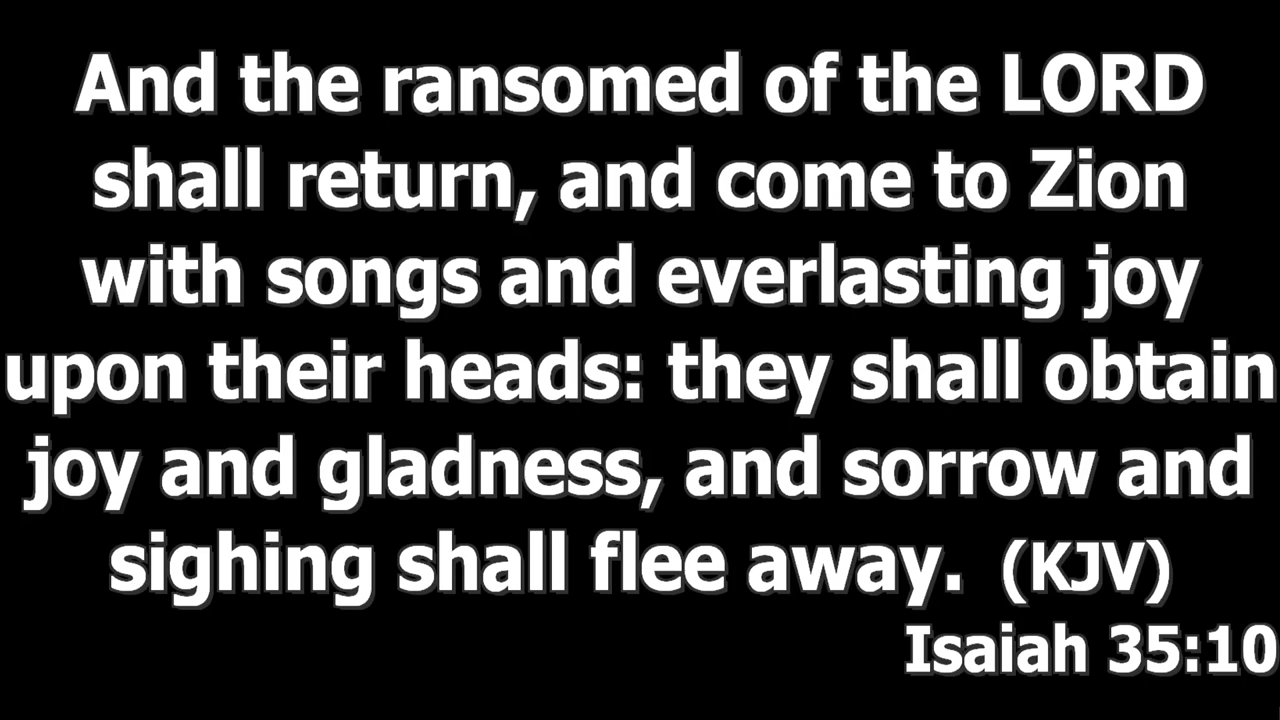 And the ransomed of the LORD
shall return, and come to Zion
with songs and everlasting joy
upon their heads: they shall obtain
joy and gladness, and sorrow and
sighing shall flee away. (KJV)
Isaiah 35:10